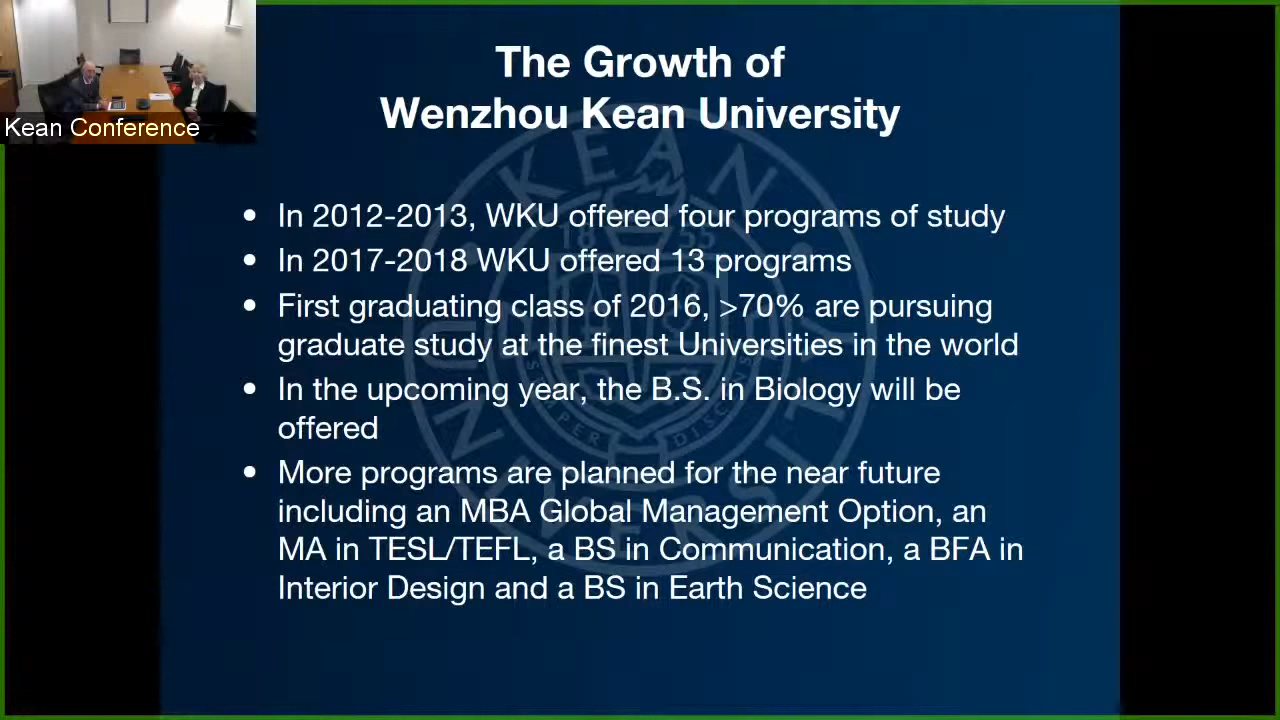 Kean Conference
The Growth of
Wenzhou Kean University
• In 2012-2013, WKU offered four programs of study
• In 2017-2018 WKU offered 13 programs
• First graduating class of 2016, >70% are pursuing
graduate study at the finest Universities in the world
• In the upcoming year, the B.S. in Biology will be
offered
• More programs are planned for the near future
including an MBA Global Management Option, an
MA in TESL/TEFL, a BS in Communication, a BFA in
Interior Design and a BS in Earth Science
KEAN
UNIVERSITY
SEMPER